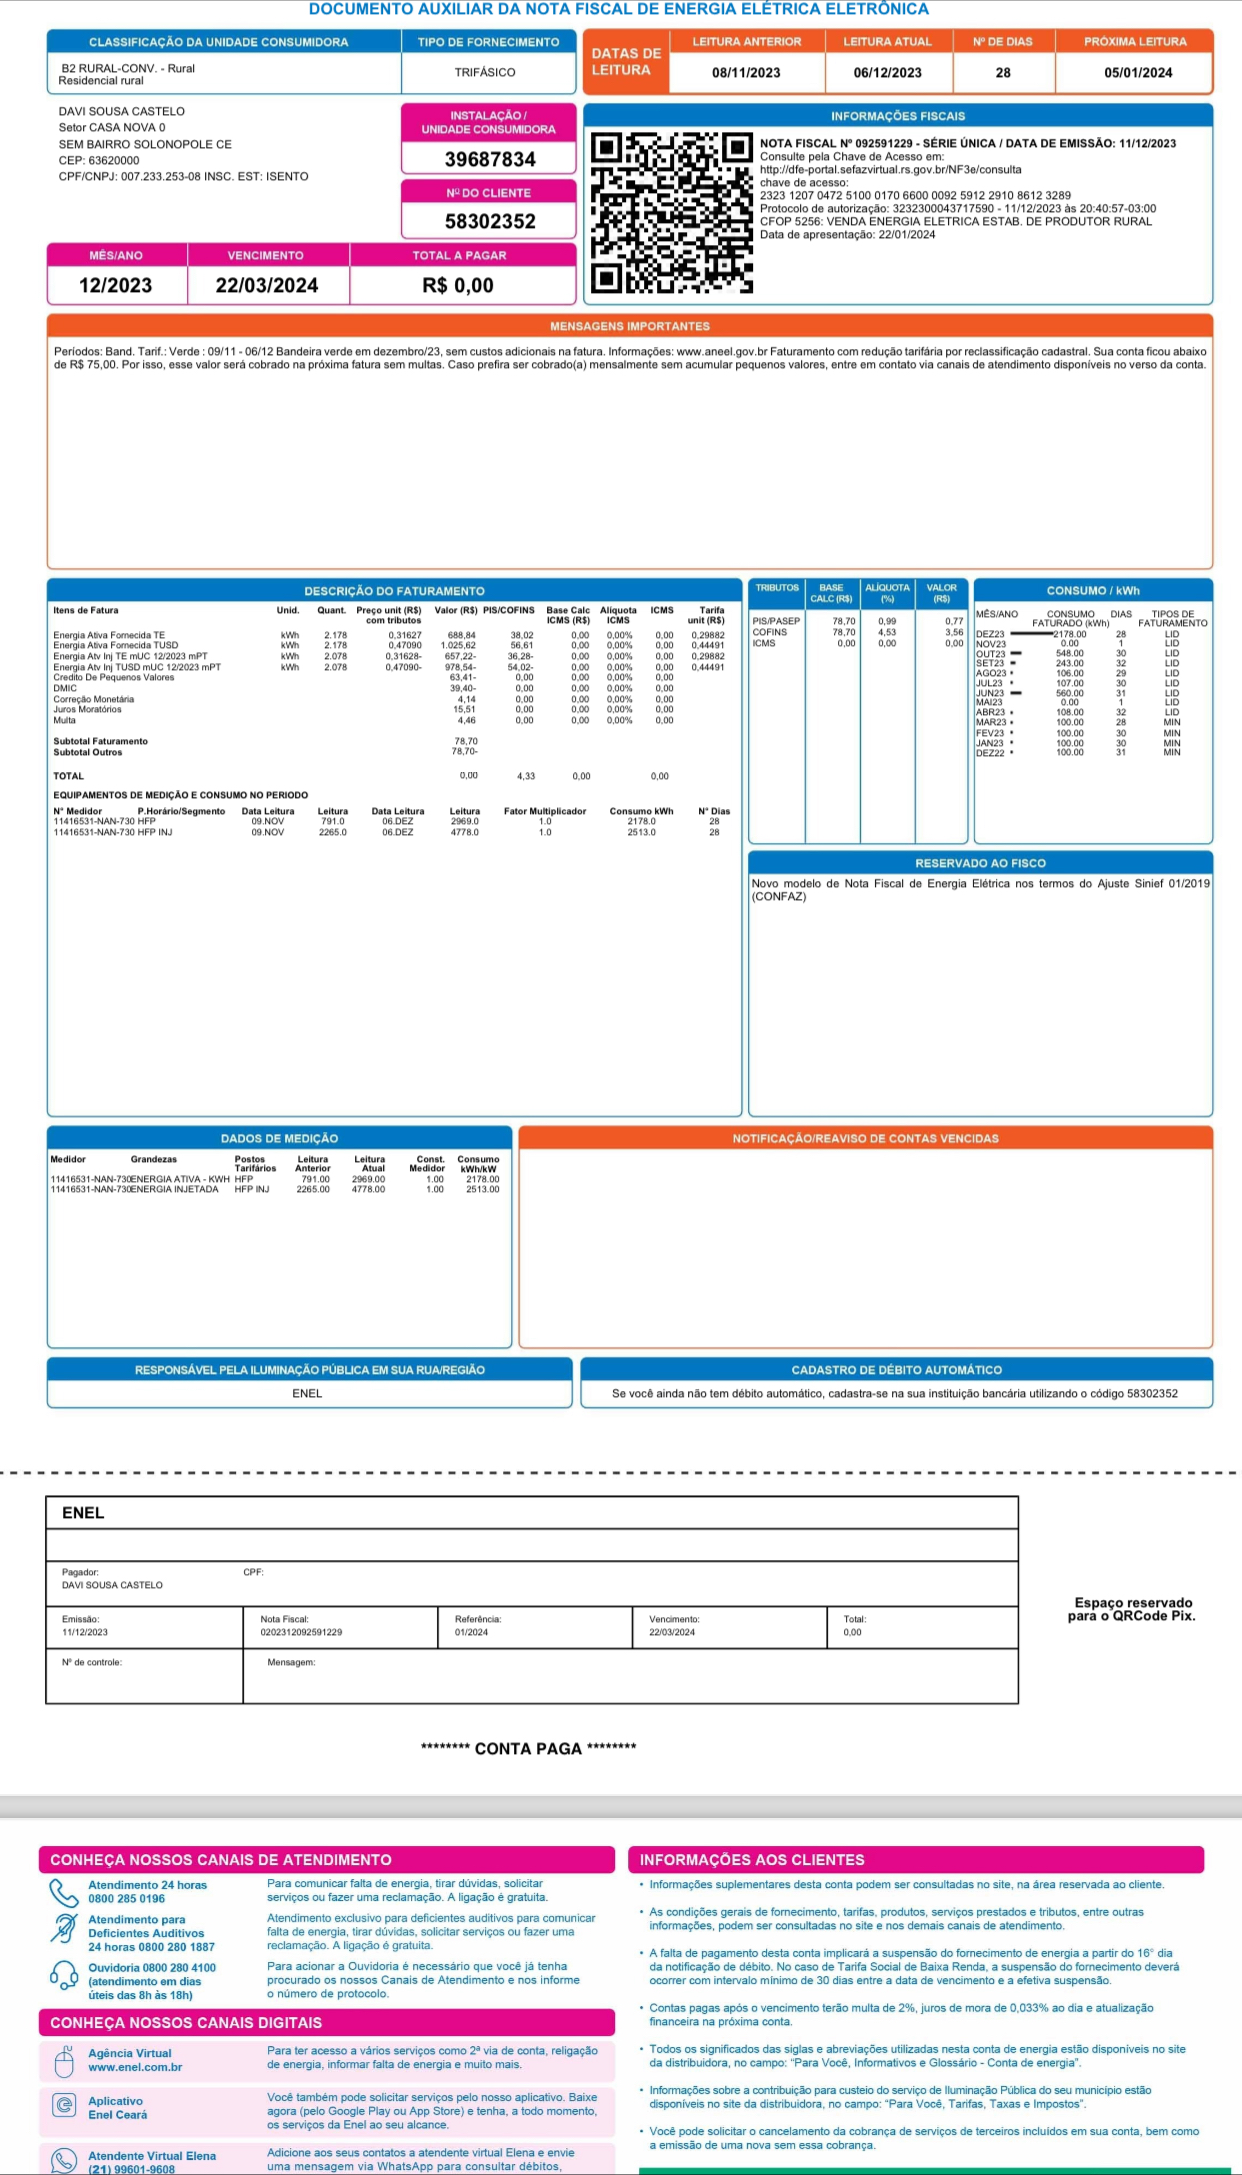 DOCUMENTO AUXILIAR DA NOTA FISCAL DE ENERGIA ELÉTRICA ELETRÔNICA
CLASSIFICAÇÃO DA UNIDADE CONSUMIDORA
TIPO DE FORNECIMENTO
B2 RURAL-CONV. - Rural
Residencial rural
TRIFÁSICO
DATAS DE LEITURA
LEITURA ANTERIOR LEITURA ATUAL Nº DE DIAS PRÓXIMA LEITURA
08/11/2023 06/12/2023 28 05/01/2024
DAVI SOUSA CASTELO
Setor CASA NOVA 0
SEM BAIRRO SOLONOPOLE CE
CEP: 63620000
CPF/CNPJ: 007.233.253-08 INSC. EST: ISENTO
INSTALAÇÃO /
UNIDADE CONSUMIDORA
39687834
Nº DO CLIENTE
58302352
MÊS/ANO VENCIMENTO TOTAL A PAGAR
12/2023 22/03/2024 R$ 0,00
INFORMAÇÕES FISCAIS
NOTA FISCAL Nº 092591229 - SÉRIE ÚNICA / DATA DE EMISSÃO: 11/12/2023
Consulte pela Chave de Acesso em:
http://dfe-portal.sefazvirtual.rs.gov.br/NF3e/consulta
chave de acesso:
2323 1207 0472 5100 0170 6600 0092 5912 2910 8612 3289
Protocolo de autorização: 3232300043717590 - 11/12/2023 às 20:40:57-03:00
CFOP 5256: VENDA ENERGIA ELETRICA ESTAB. DE PRODUTOR RURAL
Data de apresentação: 22/01/2024
MENSAGENS IMPORTANTES
Períodos: Band. Tarif.: Verde : 09/11 - 06/12 Bandeira verde em dezembro/23, sem custos adicionais na fatura. Informações: www.aneel.gov.br Faturamento com redução tarifária por reclassificação cadastral. Sua conta ficou abaixo
de R$ 75,00. Por isso, esse valor será cobrado na próxima fatura sem multas. Caso prefira ser cobrado(a) mensalmente sem acumular pequenos valores, entre em contato via canais de atendimento disponíveis no verso da conta.
DESCRIÇÃO DO FATURAMENTO
Itens de Fatura Unid. Quant. Preço unit (R$) com tributos Valor (R$) PIS/COFINS Base Calc ICMS (R$) Alíquota ICMS ICMS Tarifa unit (R$)
Energia Ativa Fornecida TE kWh 2.178 0,31627 688,84 38,02 0,00 0,00% 0,00 0,29882
Energia Ativa Fornecida TUSD kWh 2.178 0,47090 1.025,62 56,61 0,00 0,00% 0,00 0,44491
Energia Atv Inj TE mUC 12/2023 mPT kWh 2.078 0,31628- 657,22- 36,28- 0,00 0,00% 0,00 0,29882
Energia Atv Inj TUSD mUC 12/2023 mPT kWh 2.078 0,47090- 978,54- 54,02- 0,00 0,00% 0,00 0,44491
Credito De Pequenos Valores 63,41- 0,00 0,00 0,00% 0,00
DMIC 39,40- 0,00 0,00 0,00% 0,00
Correção Monetária 4,14 0,00 0,00 0,00% 0,00
Juros Moratórios 15,51 0,00 0,00 0,00% 0,00
Multa 4,46 0,00 0,00 0,00% 0,00
Subtotal Faturamento 78,70
Subtotal Outros 78,70-
TOTAL 0,00 4,33 0,00 0,00
EQUIPAMENTOS DE MEDIÇÃO E CONSUMO NO PERIODO
N° Medidor P.Horário/Segmento Data Leitura Leitura Data Leitura Leitura Fator Multiplicador Consumo kWh N° Dias
11416531-NAN-730 HFP 09.NOV 791.0 06.DEZ 2969.0 1.0 2178.0 28
11416531-NAN-730 HFP INJ 09.NOV 2265.0 06.DEZ 4778.0 1.0 2513.0 28
TRIBUTOS BASE CALC (R$) ALÍQUOTA (%) VALOR (R$)
PIS/PASEP 78,70 0,99 0,77
COFINS 78,70 4,53 3,56
ICMS 0,00 0,00 0,00
CONSUMO / kWh
MÊS/ANO CONSUMO FATURADO (kWh) DIAS TIPOS DE FATURAMENTO
DEZ23 2178.00 28 LID
NOV23 0.00 1 LID
OUT23 548.00 30 LID
SET23 243.00 32 LID
AGO23 106.00 29 LID
JUL23 107.00 30 LID
JUN23 560.00 31 LID
MAI23 0.00 1 LID
ABR23 108.00 32 LID
MAR23 100.00 28 MIN
FEV23 100.00 30 MIN
JAN23 100.00 30 MIN
DEZ22 100.00 31 MIN
RESERVADO AO FISCO
Novo modelo de Nota Fiscal de Energia Elétrica nos termos do Ajuste Sinief 01/2019
(CONFAZ)
DADOS DE MEDIÇÃO
Medidor Grandezas Postos Tarifários Leitura Anterior Leitura Atual Const. Medidor Consumo kWh/kW
11416531-NAN-730ENERGIA ATIVA - KWH HFP 791.00 2969.00 1.00 2178.00
11416531-NAN-730ENERGIA INJETADA HFP INJ 2265.00 4778.00 1.00 2513.00
NOTIFICAÇÃO/REAVISO DE CONTAS VENCIDAS
RESPONSÁVEL PELA ILUMINAÇÃO PÚBLICA EM SUA RUA/REGIÃO
ENEL
CADASTRO DE DÉBITO AUTOMÁTICO
Se você ainda não tem débito automático, cadastra-se na sua instituição bancária utilizando o código 58302352
ENEL
Pagador: CPF:
DAVI SOUSA CASTELO
Emissão: Nota Fiscal: Referência: Vencimento: Total:
11/12/2023 0202312092591229 01/2024 22/03/2024 0,00
Nº de controle: Mensagem:
Espaço reservado
para o QRCode Pix.
******** CONTA PAGA ********
CONHEÇA NOSSOS CANAIS DE ATENDIMENTO
Atendimento 24 horas
0800 285 0196
Para comunicar falta de energia, tirar dúvidas, solicitar
serviços ou fazer uma reclamação. A ligação é gratuita.
Atendimento para
Deficientes Auditivos
24 horas 0800 280 1887
Atendimento exclusivo para deficientes auditivos para comunicar
falta de energia, tirar dúvidas, solicitar serviços ou fazer uma
reclamação. A ligação é gratuita.
Ouvidoria 0800 280 4100
(atendimento em dias
úteis das 8h às 18h)
Para acionar a Ouvidoria é necessário que você já tenha
procurado os nossos Canais de Atendimento e nos informe
o número de protocolo.
CONHEÇA NOSSOS CANAIS DIGITAIS
Agência Virtual
www.enel.com.br
Para ter acesso a vários serviços como 2ª via de conta, religação
de energia, informar falta de energia e muito mais.
Aplicativo
Enel Ceará
Você também pode solicitar serviços pelo nosso aplicativo. Baixe
agora (pelo Google Play ou App Store) e tenha, a todo momento,
os serviços da Enel ao seu alcance.
Atendente Virtual Elena
(21) 99601-9608
Adicione aos seus contatos a atendente virtual Elena e envie
uma mensagem via WhatsApp para consultar débitos,
INFORMAÇÕES AOS CLIENTES
• Informações suplementares desta conta podem ser consultadas no site, na área reservada ao cliente.
• As condições gerais de fornecimento, tarifas, produtos, serviços prestados e tributos, entre outras
informações, podem ser consultadas no site e nos demais canais de atendimento.
• A falta de pagamento desta conta implicará a suspensão do fornecimento de energia a partir do 16° dia
da notificação de débito. No caso de Tarifa Social de Baixa Renda, a suspensão do fornecimento deverá
ocorrer com intervalo mínimo de 30 dias entre a data de vencimento e a efetiva suspensão.
• Contas pagas após o vencimento terão multa de 2%, juros de mora de 0,033% ao dia e atualização
financeira na próxima conta.
• Todos os significados das siglas e abreviações utilizadas nesta conta de energia estão disponíveis no site
da distribuidora, no campo: “Para Você, Informativos e Glossário - Conta de energia”.
• Informações sobre a contribuição para custeio do serviço de Iluminação Pública do seu município estão
disponíveis no site da distribuidora, no campo: “Para Você, Tarifas, Taxas e Impostos”.
• Você pode solicitar o cancelamento da cobrança de serviços de terceiros incluídos em sua conta, bem como
a emissão de uma nova sem essa cobrança.